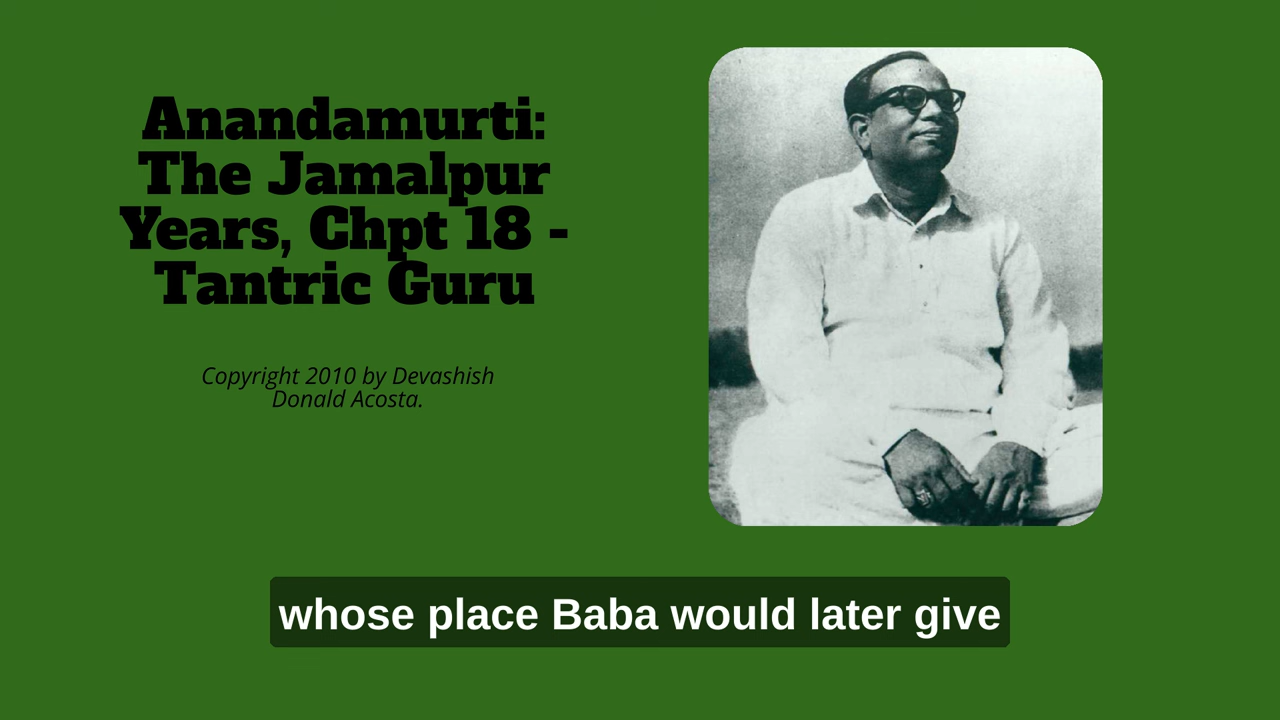 Anandamurti:
The Jamalpur
Years, Chpt 18 -
Tantric Guru
Copyright 2010 by Devashish
Donald Acosta.
whose place Baba would later give